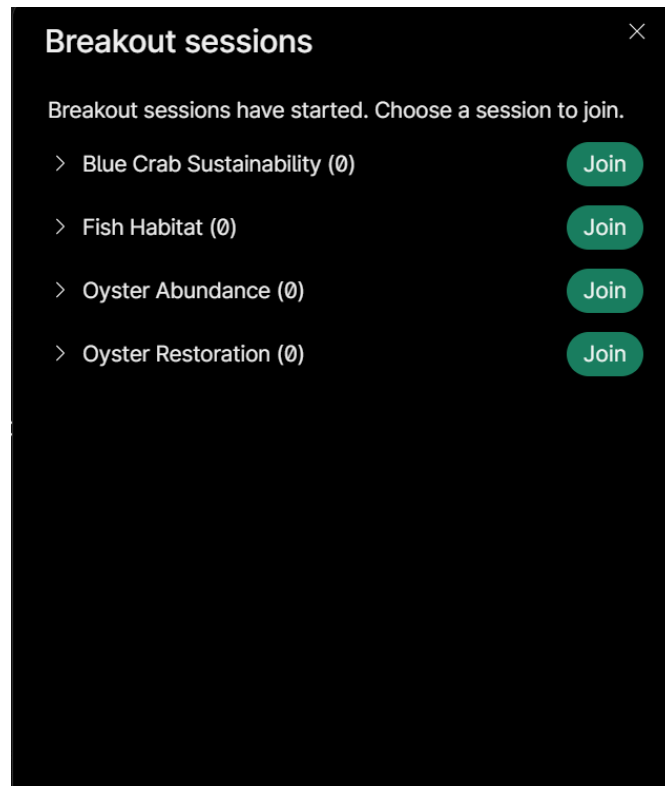 Breakout sessions
Breakout sessions have started. Choose a session to join.
Blue Crab Sustainability (0) Join
Fish Habitat (0) Join
Oyster Abundance (0) Join
Oyster Restoration (0) Join